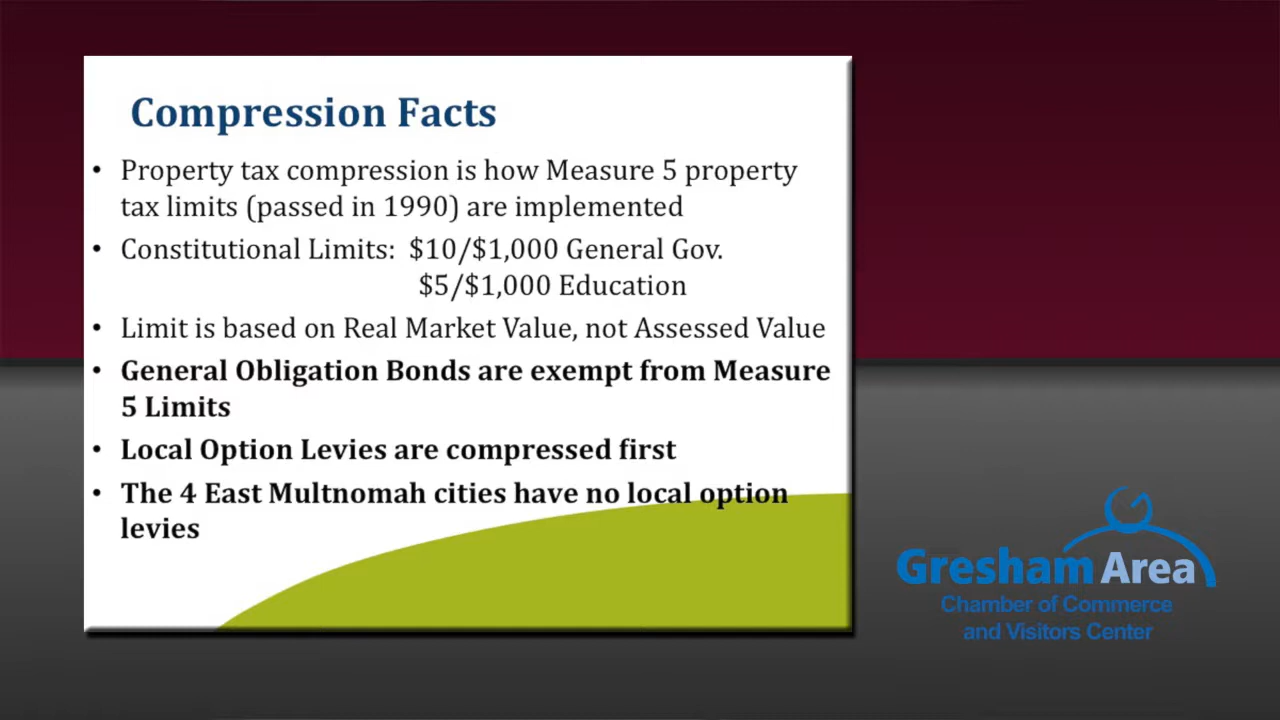 Compression Facts
• Property tax compression is how Measure 5 property
tax limits (passed in 1990) are implemented
• Constitutional Limits: $10/$1,000 General Gov.
$5/$1,000 Education
• Limit is based on Real Market Value, not Assessed Value
• General Obligation Bonds are exempt from Measure
5 Limits
• Local Option Levies are compressed first
• The 4 East Multnomah cities have no local option
levies
Gresham Area
Chamber of Commerce
and Visitors Center